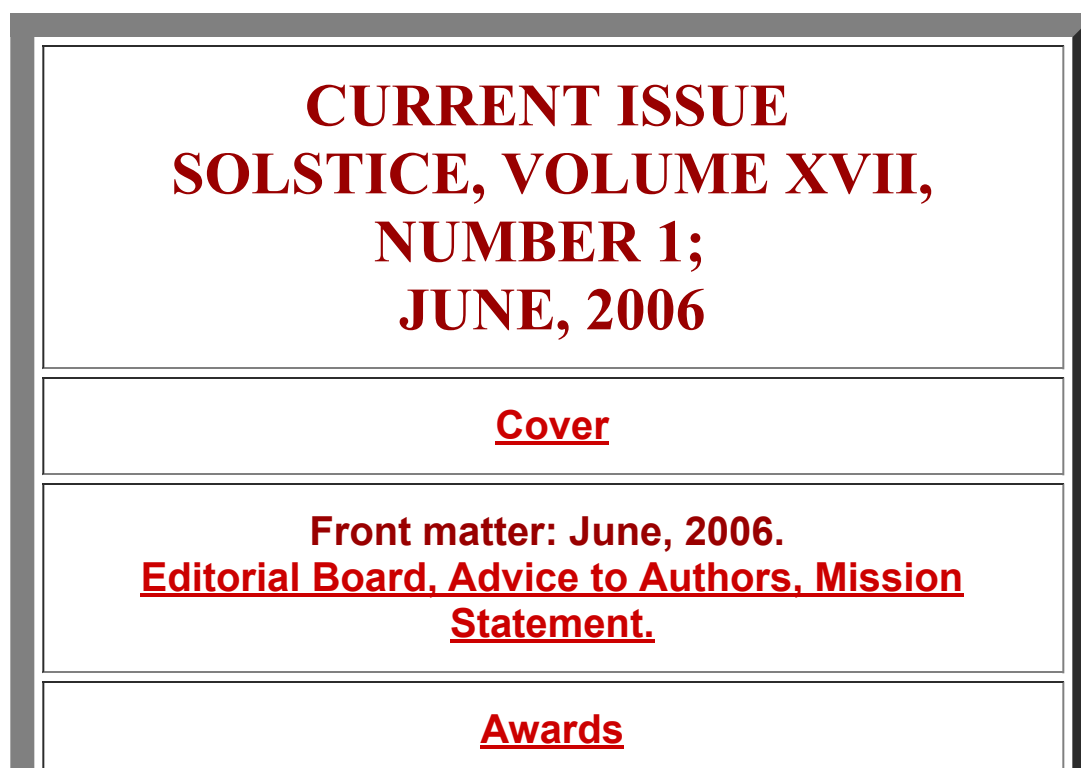 CURRENT ISSUE
SOLSTICE, VOLUME XVII,
NUMBER 1;
JUNE, 2006
Cover
Front matter: June, 2006.
Editorial Board, Advice to Authors, Mission
Statement.
Awards